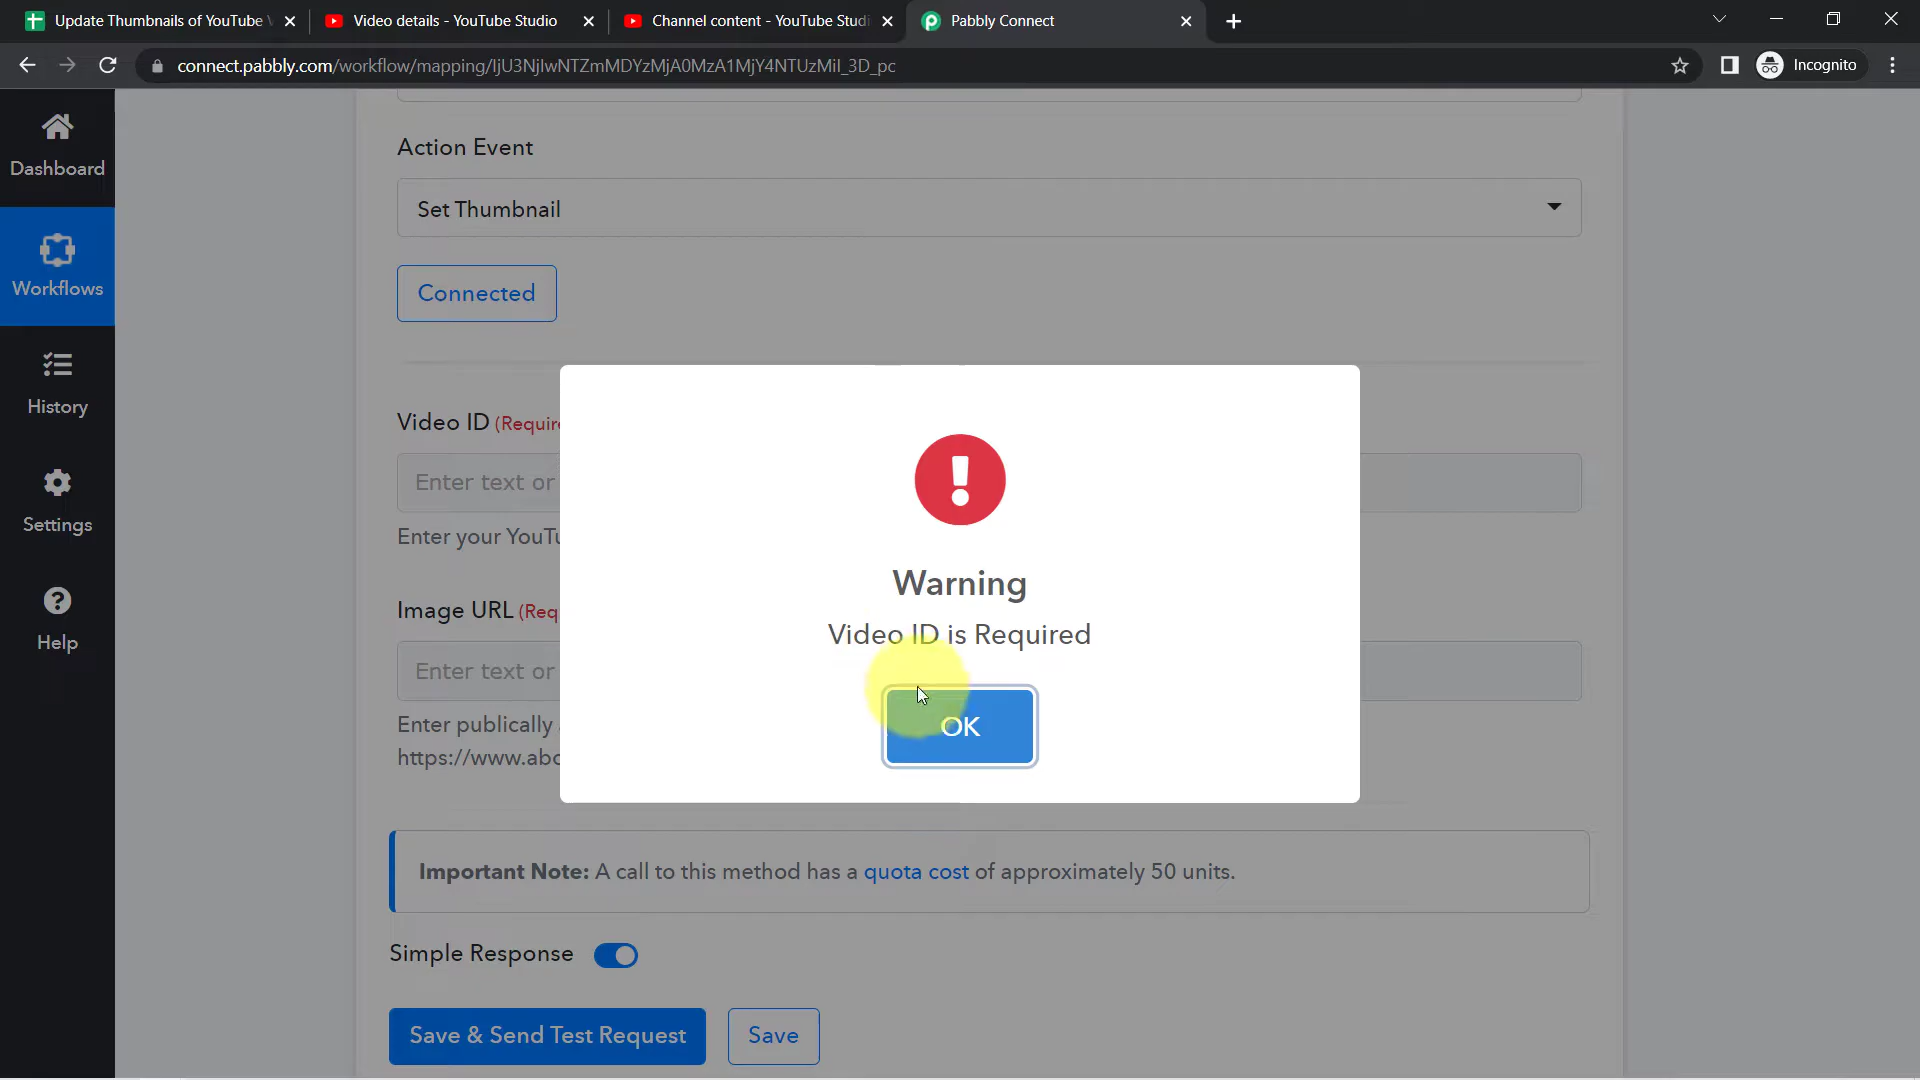 Update Thumbnails of YouTube
Video details - YouTube Studio
Channel content - YouTube Studi
Pabbly Connect
connect.pabbly.com/workflow/mapping/IjU3NjIwNTZmMDYzMjA0MzA1MjY4NTUzMiI_3D_pc
Incognito
Dashboard
Workflows
History
Settings
Help
Action Event
Set Thumbnail
Connected
Video ID (Require
Enter text or
Enter your YouTu
Image URL (Req
Enter text or
Enter publically
https://www.abc
Warning
Video ID is Required
OK
Important Note: A call to this method has a quota cost of approximately 50 units.
Simple Response
Save & Send Test Request
Save